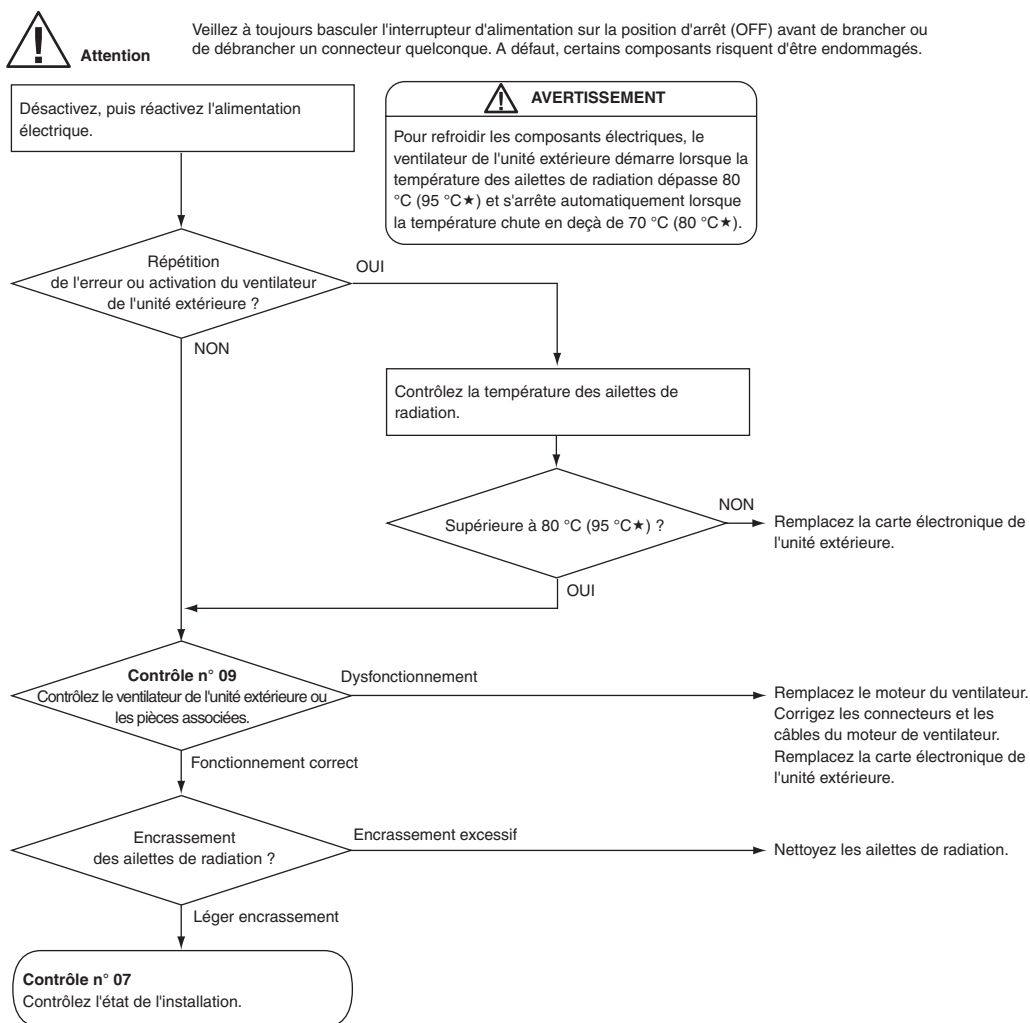 Attention
Veillez à toujours basculer l'interrupteur d'alimentation sur la position d'arrêt (OFF) avant de brancher ou
de débrancher un connecteur quelconque. A défaut, certains composants risquent d'être endommagés.
Désactivez, puis réactivez l'alimentation
électrique.
AVERTISSEMENT
Pour refroidir les composants électriques, le
ventilateur de l'unité extérieure démarre lorsque la
température des ailettes de radiation dépasse 80
°C (95 °C★) et s'arrête automatiquement lorsque
la température chute en deçà de 70 °C (80 °C★).
Répétition
de l'erreur ou activation du ventilateur
de l'unité extérieure ?
OUI
NON
Contrôlez la température des ailettes de
radiation.
Supérieure à 80 °C (95 °C★) ?
NON
Remplacez la carte électronique de
l'unité extérieure.
OUI
Contrôle n° 09
Contrôlez le ventilateur de l'unité extérieure ou
les pièces associées.
Dysfonctionnement
Remplacez le moteur du ventilateur.
Corrigez les connecteurs et les
câbles du moteur de ventilateur.
Remplacez la carte électronique de
l'unité extérieure.
Fonctionnement correct
Encrassement
des ailettes de radiation ?
Encrassement excessif
Nettoyez les ailettes de radiation.
Léger encrassement
Contrôle n° 07
Contrôlez l'état de l'installation.